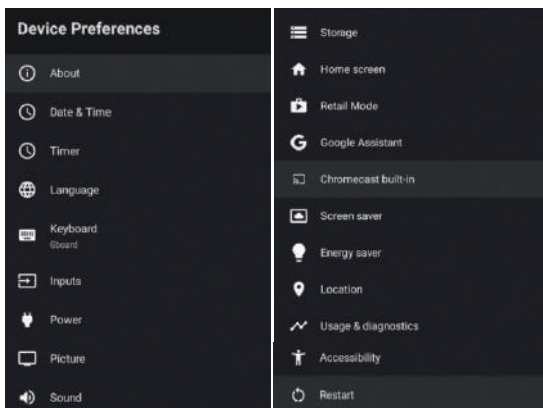 Device Preferences
About
Date & Time
Timer
Language
Keyboard
Gboard
Inputs
Power
Picture
Sound
Storage
Home screen
Retail Mode
Google Assistant
Chromecast built-in
Screen saver
Energy saver
Location
Usage & diagnostics
Accessibility
Restart